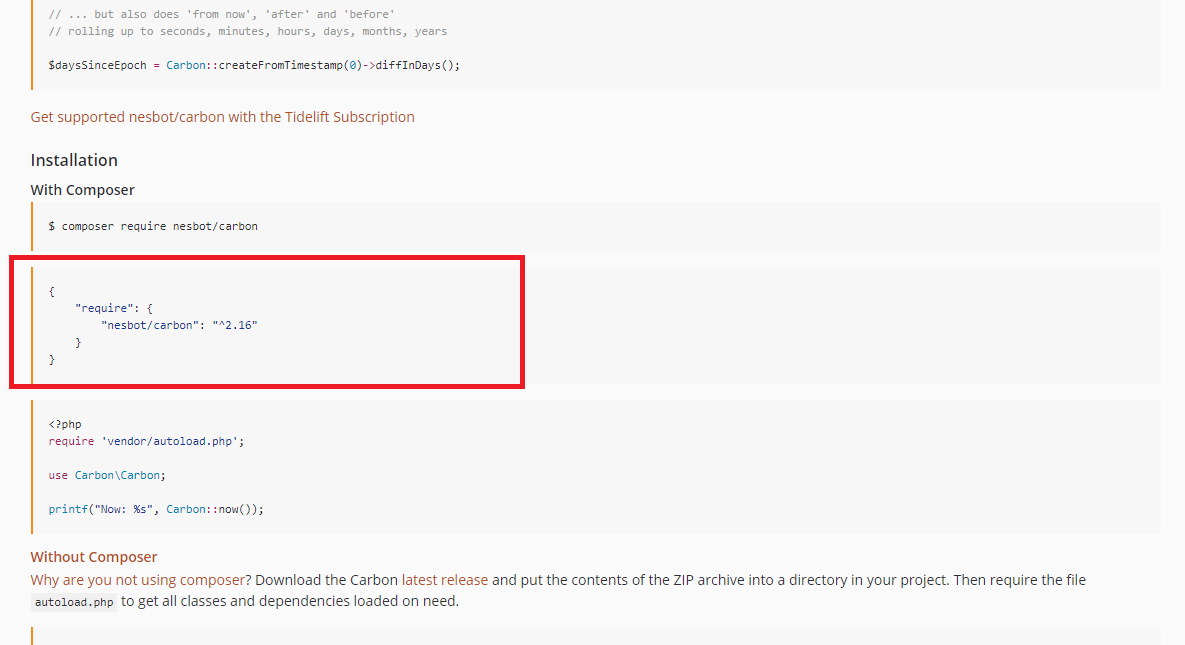 // ... but also does 'from now', 'after' and 'before'
// rolling up to seconds, minutes, hours, days, months, years
$daysSinceEpoch = Carbon::createFromTimestamp(0)->diffInDays();
Get supported nesbot/carbon with the Tidelift Subscription
Installation
With Composer
$ composer require nesbot/carbon
{
    "require": {
        "nesbot/carbon": "^2.16"
    }
}
<?php
require 'vendor/autoload.php';
use Carbon\Carbon;
printf("Now: %s", Carbon::now());
Without Composer
Why are you not using composer? Download the Carbon latest release and put the contents of the ZIP archive into a directory in your project. Then require the file
autoload.php to get all classes and dependencies loaded on need.